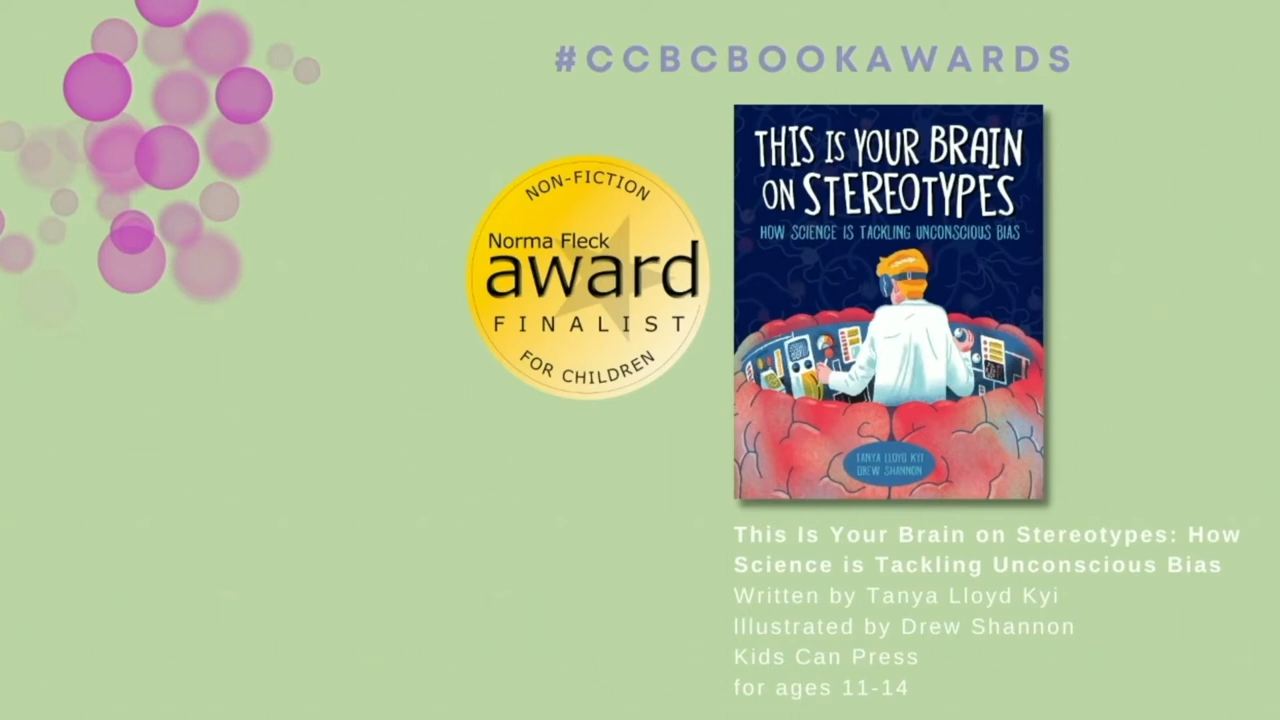 #CCBCBOOKAWARDS
NON-FICTION
Norma Fleck
award
FINALIST
FOR CHILDREN
THIS IS YOUR BRAIN
ON STEREOTYPES
HOW SCIENCE IS TACKLING UNCONSCIOUS BIAS
TANYA LLOYD KYI
DREW SHANNON
This Is Your Brain on Stereotypes: How
Science is Tackling Unconscious Bias
Written by Tanya Lloyd Kyi
Illustrated by Drew Shannon
Kids Can Press
for ages 11-14